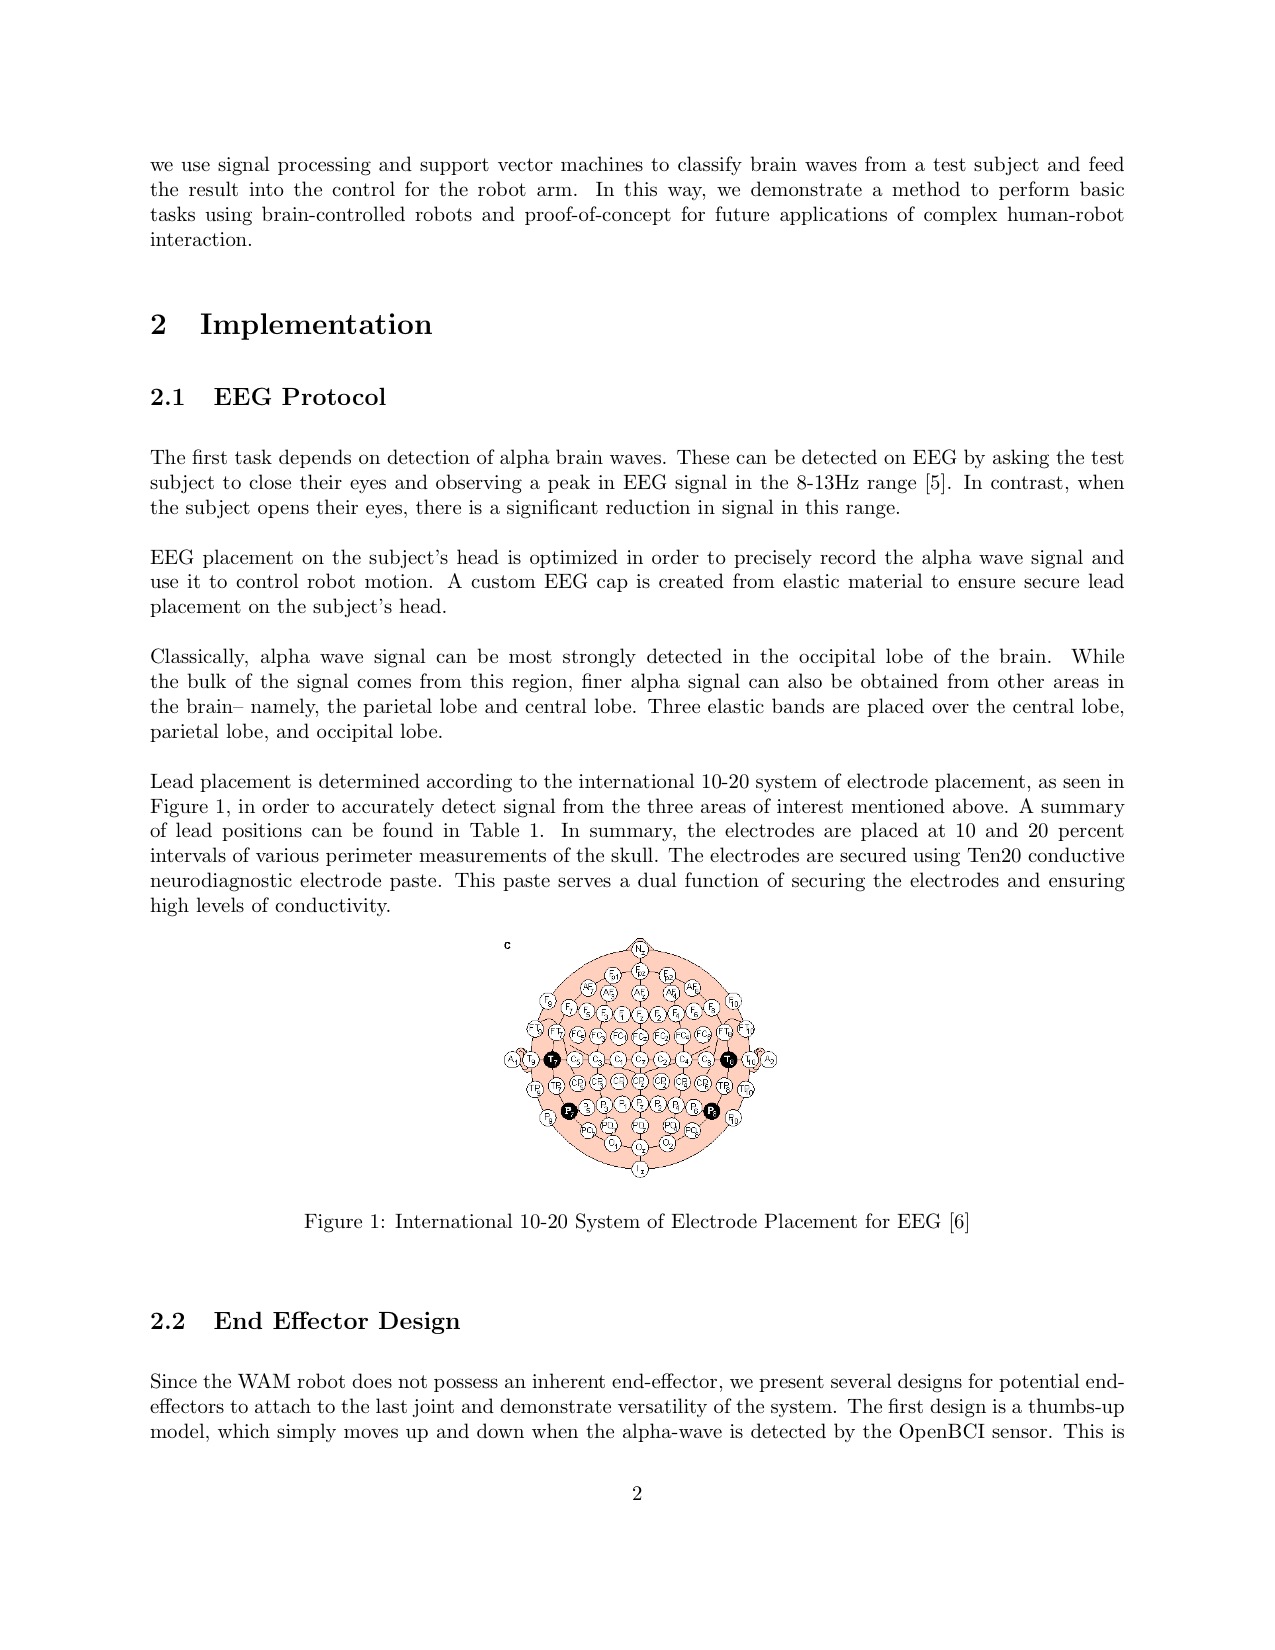 we use signal processing and support vector machines to classify brain waves from a test subject and feed
the result into the control for the robot arm. In this way, we demonstrate a method to perform basic
tasks using brain-controlled robots and proof-of-concept for future applications of complex human-robot
interaction.
2 Implementation
2.1 EEG Protocol
The first task depends on detection of alpha brain waves. These can be detected on EEG by asking the test
subject to close their eyes and observing a peak in EEG signal in the 8-13Hz range [5]. In contrast, when
the subject opens their eyes, there is a significant reduction in signal in this range.
EEG placement on the subject's head is optimized in order to precisely record the alpha wave signal and
use it to control robot motion. A custom EEG cap is created from elastic material to ensure secure lead
placement on the subject's head.
Classically, alpha wave signal can be most strongly detected in the occipital lobe of the brain. While
the bulk of the signal comes from this region, finer alpha signal can also be obtained from other areas in
the brain– namely, the parietal lobe and central lobe. Three elastic bands are placed over the central lobe,
parietal lobe, and occipital lobe.
Lead placement is determined according to the international 10-20 system of electrode placement, as seen in
Figure 1, in order to accurately detect signal from the three areas of interest mentioned above. A summary
of lead positions can be found in Table 1. In summary, the electrodes are placed at 10 and 20 percent
intervals of various perimeter measurements of the skull. The electrodes are secured using Ten20 conductive
neurodiagnostic electrode paste. This paste serves a dual function of securing the electrodes and ensuring
high levels of conductivity.
C
Figure 1: International 10-20 System of Electrode Placement for EEG [6]
2.2 End Effector Design
Since the WAM robot does not possess an inherent end-effector, we present several designs for potential end-
effectors to attach to the last joint and demonstrate versatility of the system. The first design is a thumbs-up
model, which simply moves up and down when the alpha-wave is detected by the OpenBCI sensor. This is
2